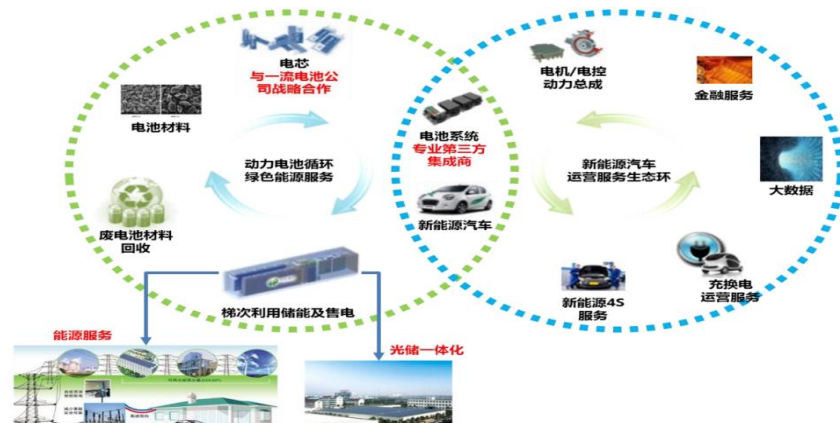 电芯
与一流电池公
司战略合作
电池材料
动力电池循环
绿色能源服务
废电池材料
回收
梯次利用储能及售电
能源服务
光储一体化
电池系统
专业第三方
集成商
新能源汽车
电机/电控
动力总成
金融服务
新能源汽车
运营服务生态环
大数据
充换电
运营服务
新能源4S
服务